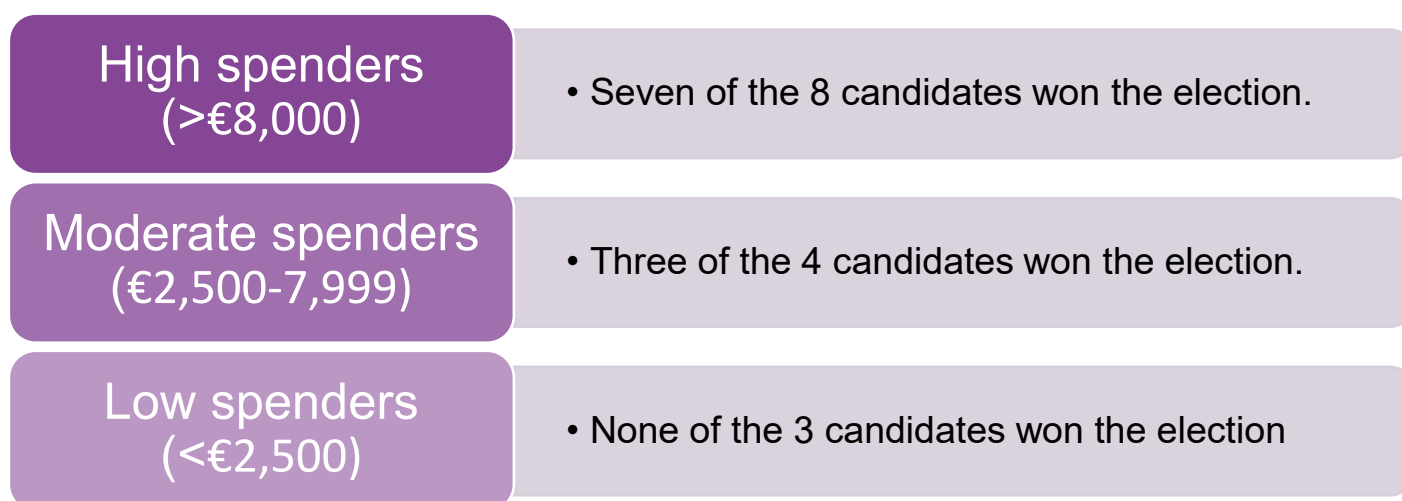 High spenders
(>€8,000)
• Seven of the 8 candidates won the election.
Moderate spenders
(€2,500-7,999)
• Three of the 4 candidates won the election.
Low spenders
(<€2,500)
• None of the 3 candidates won the election